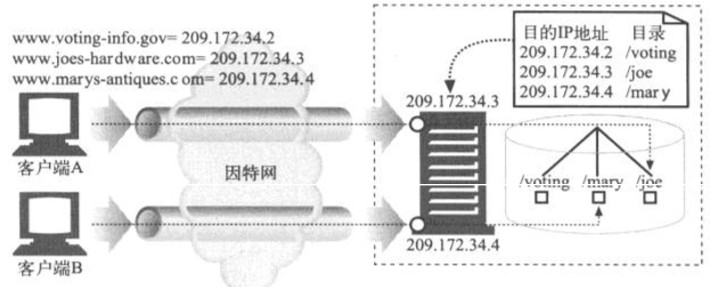 www.voting-info.gov= 209.172.34.2
www.joes-hardware.com= 209.172.34.3
www.marys-antiques.c om= 209.172.34.4
目的IP地址 目录
209.172.34.2 /voting
209.172.34.3 /joe
209.172.34.4 /mary
209.172.34.3
客户端A
因特网
/voting /mary /joe
209.172.34.4
客户端B